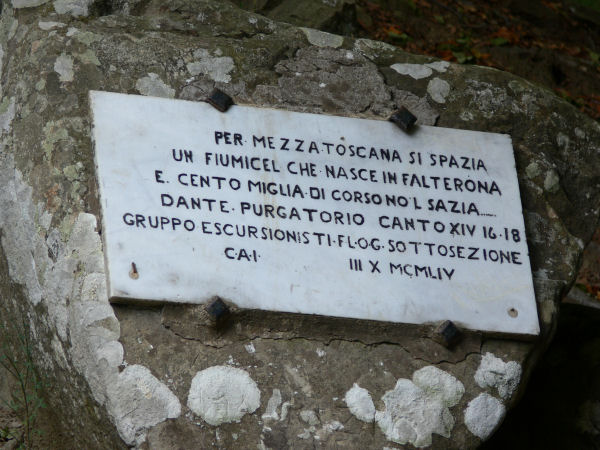 PER·MEZZA·TOSCANA SI SPAZIA
UN FIUMICEL CHE·NASCE IN FALTERONA
E. CENTO MIGLIA·DI CORSO NO'L SAZIA......
DANTE·PURGATORIO CANTO XIV 16·18
GRUPPO ESCURSIONISTI·FL.O.G. SOTTOSEZIONE
C.A.I. III X MCMLIV